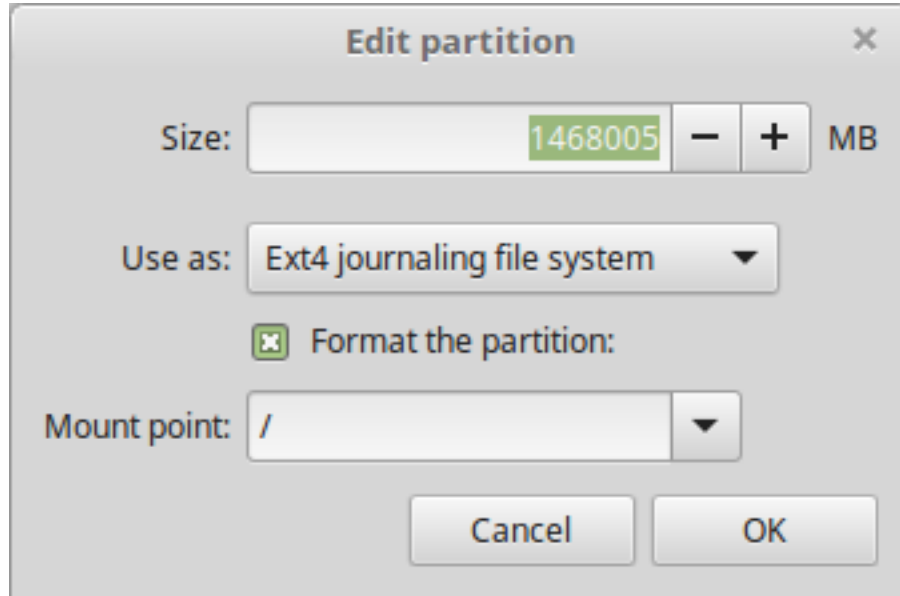 Edit partition
Size: 1468005 MB
Use as: Ext4 journaling file system
Format the partition:
Mount point: /
Cancel OK